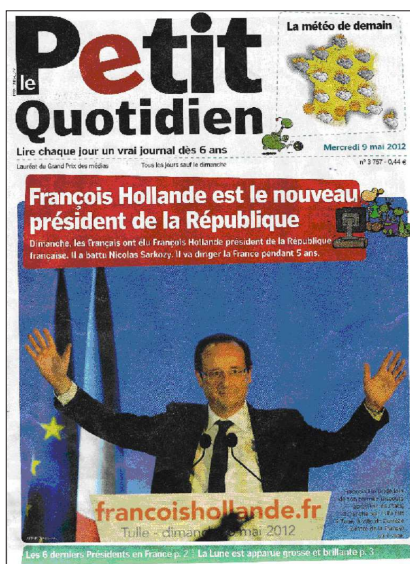 le Petit
Quotidien
La météo de demain
Lire chaque jour un vrai journal dès 6 ans
Mercredi 9 mai 2012
Lauréat du Grand Prix des médias
Tous les jours sauf le dimanche
n° 3 757 - 0,44 €
François Hollande est le nouveau
président de la République
Dimanche, les Français ont élu François Hollande président de la République
française. Il a battu Nicolas Sarkozy. Il va diriger la France pendant 5 ans.
francoishollande.fr
Tulle - dimanche 6 mai 2012
Les 6 derniers Présidents en France p. 2
La Lune est apparue grosse et brillante p. 3